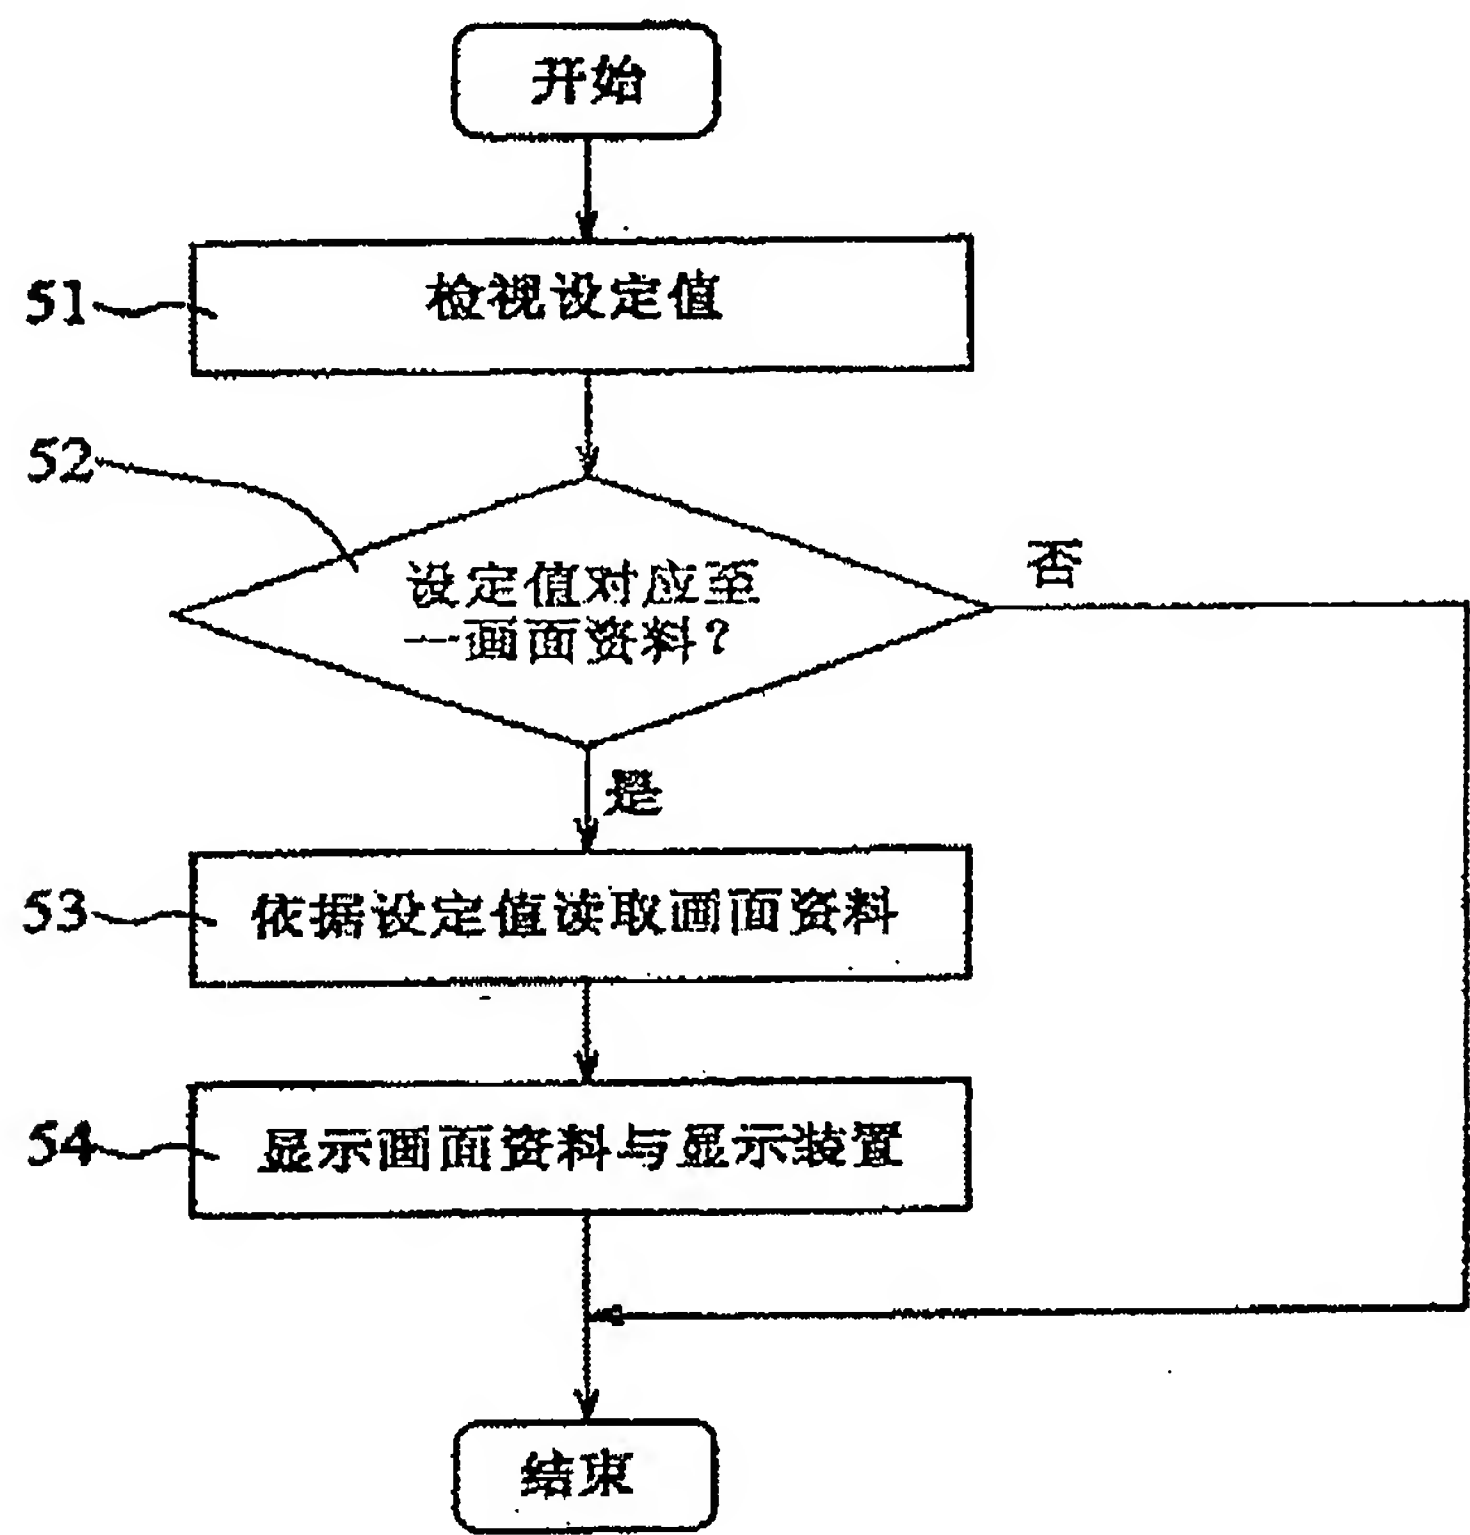 开始
51
检视设定值
52
设定值对应至
一画面资料?
否
是
53
依据设定值读取画面资料
54
显示画面资料与显示装置
结束